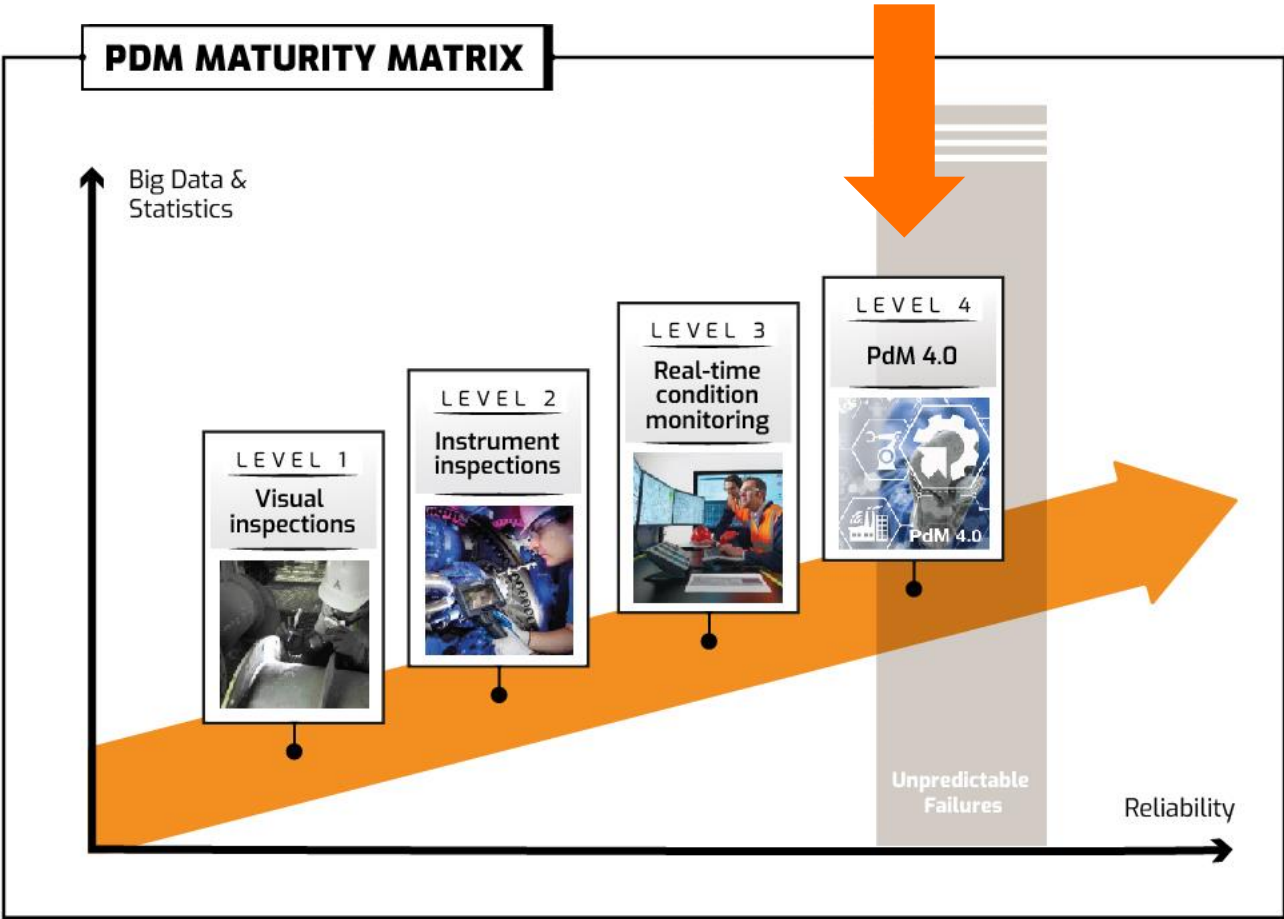 PDM MATURITY MATRIX
Big Data &
Statistics
LEVEL 1
Visual
inspections
LEVEL 2
Instrument
inspections
LEVEL 3
Real-time
condition
monitoring
LEVEL 4
PdM 4.0
PdM 4.0
Unpredictable
Failures
Reliability